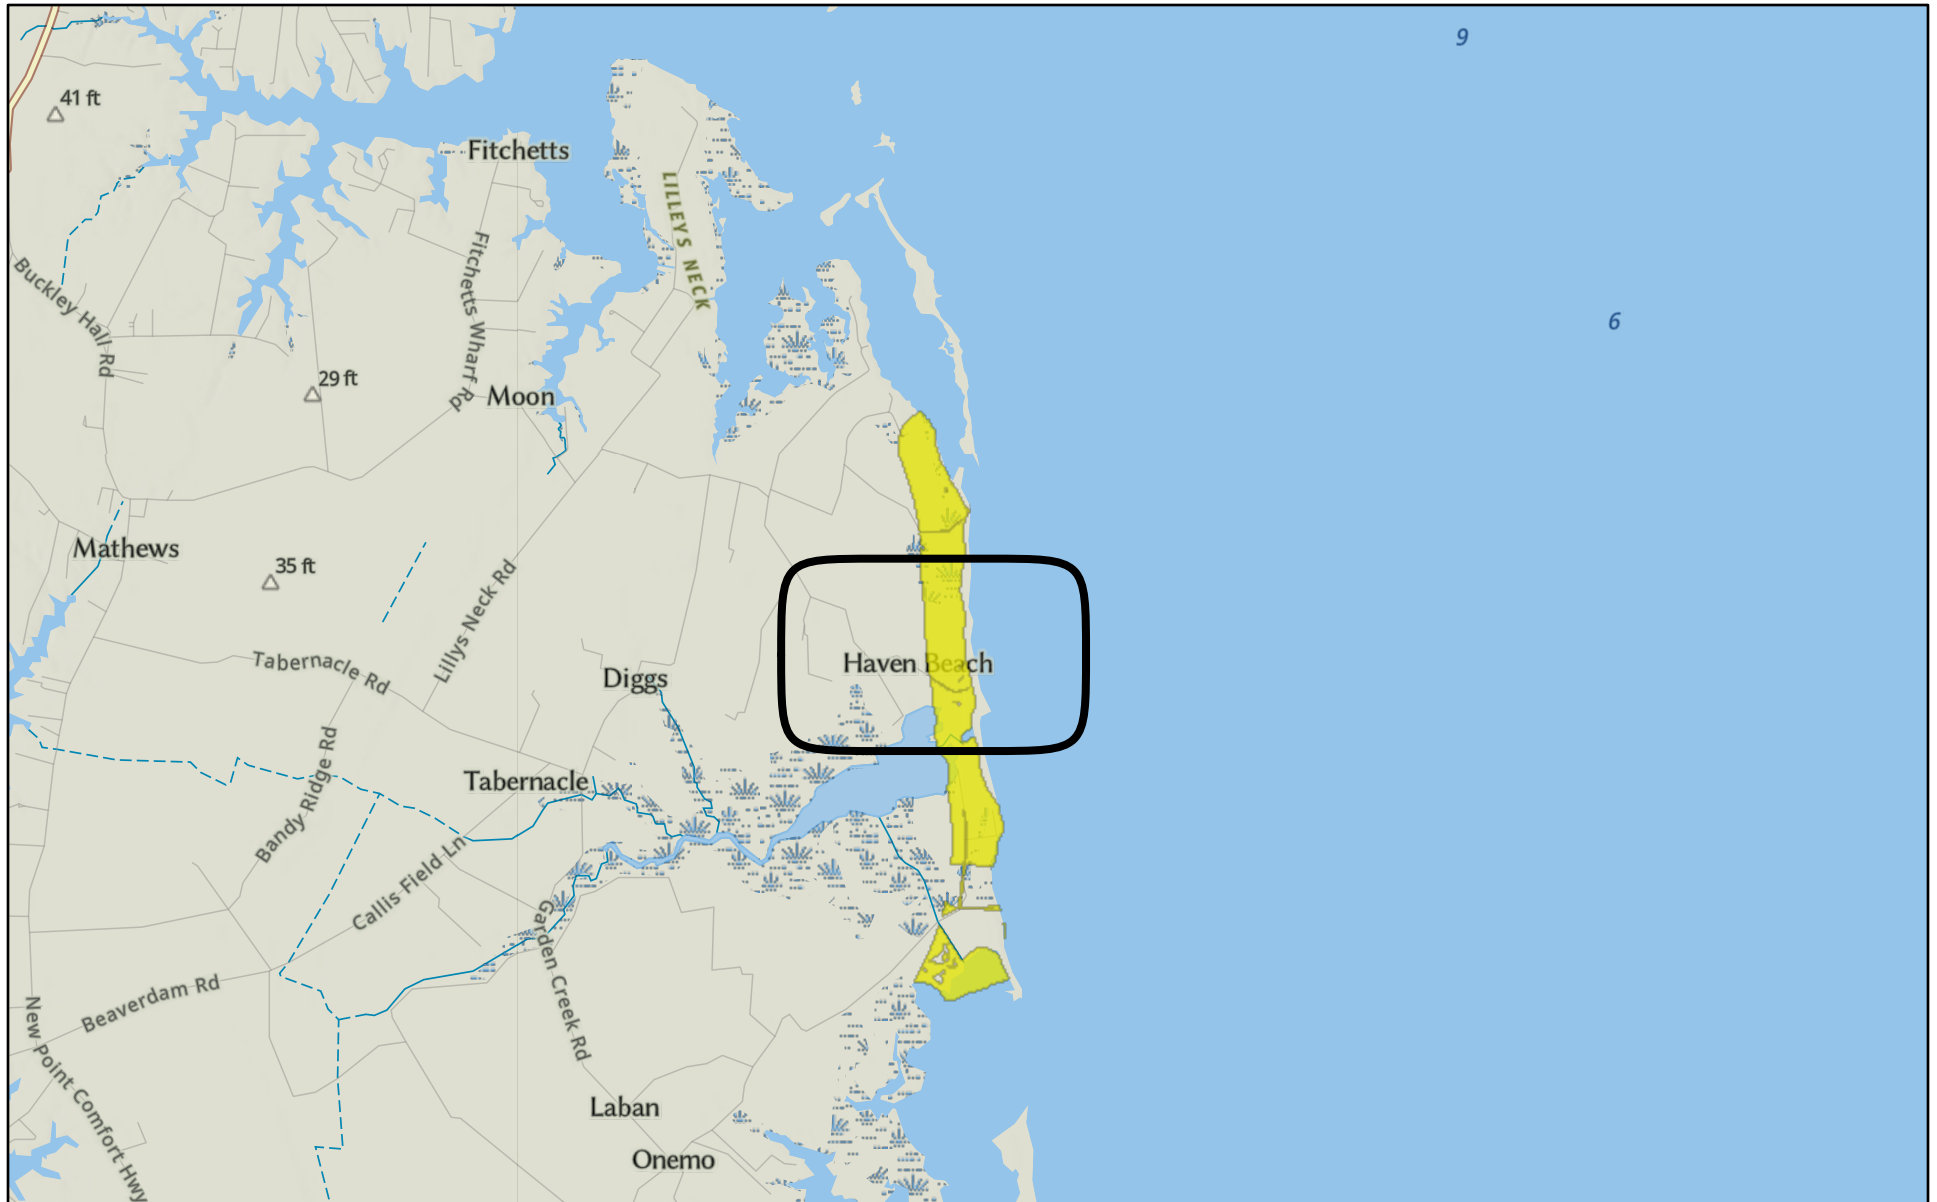 9
41 ft
Fitchetts
LILLEYS NECK
Buckley Hall Rd
Fitchetts Wharf Rd
6
29 ft
Moon
Mathews
35 ft
Lillys Neck Rd
Tabernacle Rd
Haven Beach
Diggs
Bandy Ridge Rd
Tabernacle
Callis Field Ln
Garden Creek Rd
Beaverdam Rd
New Point Comfort Hwy
Laban
Onemo